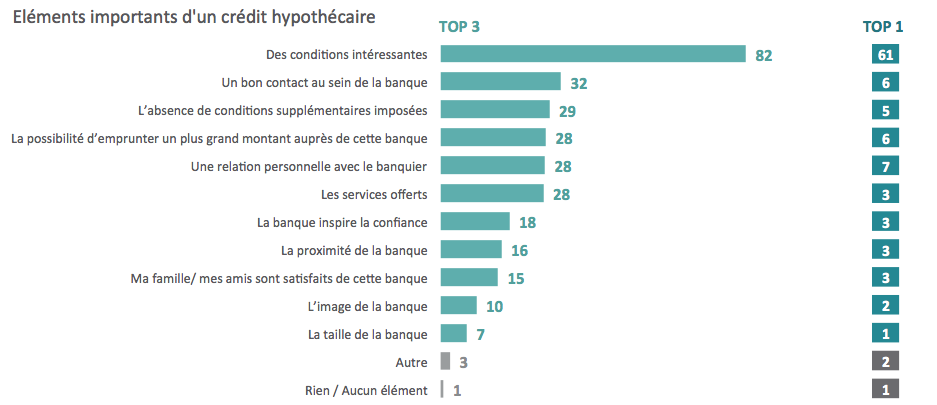 Eléments importants d'un crédit hypothécaire
TOP 3 TOP 1
Des conditions intéressantes 82 61
Un bon contact au sein de la banque 32 6
L’absence de conditions supplémentaires imposées 29 5
La possibilité d’emprunter un plus grand montant auprès de cette banque 28 6
Une relation personnelle avec le banquier 28 7
Les services offerts 28 3
La banque inspire la confiance 18 3
La proximité de la banque 16 3
Ma famille/ mes amis sont satisfaits de cette banque 15 3
L’image de la banque 10 2
La taille de la banque 7 1
Autre 3 2
Rien / Aucun élément 1 1